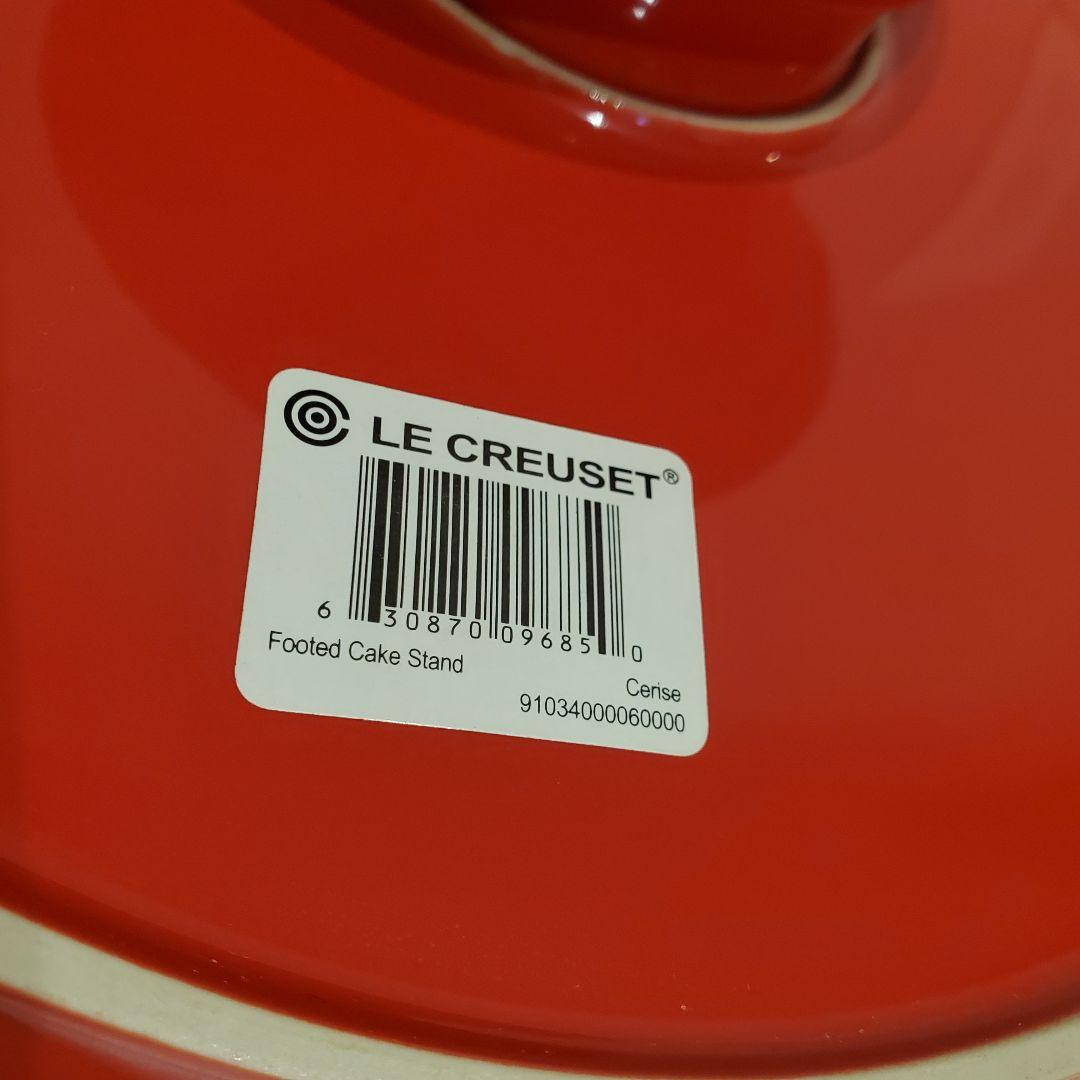 LE CREUSET®
6 30870 09685 0
Footed Cake Stand
Cerise
91034000060000